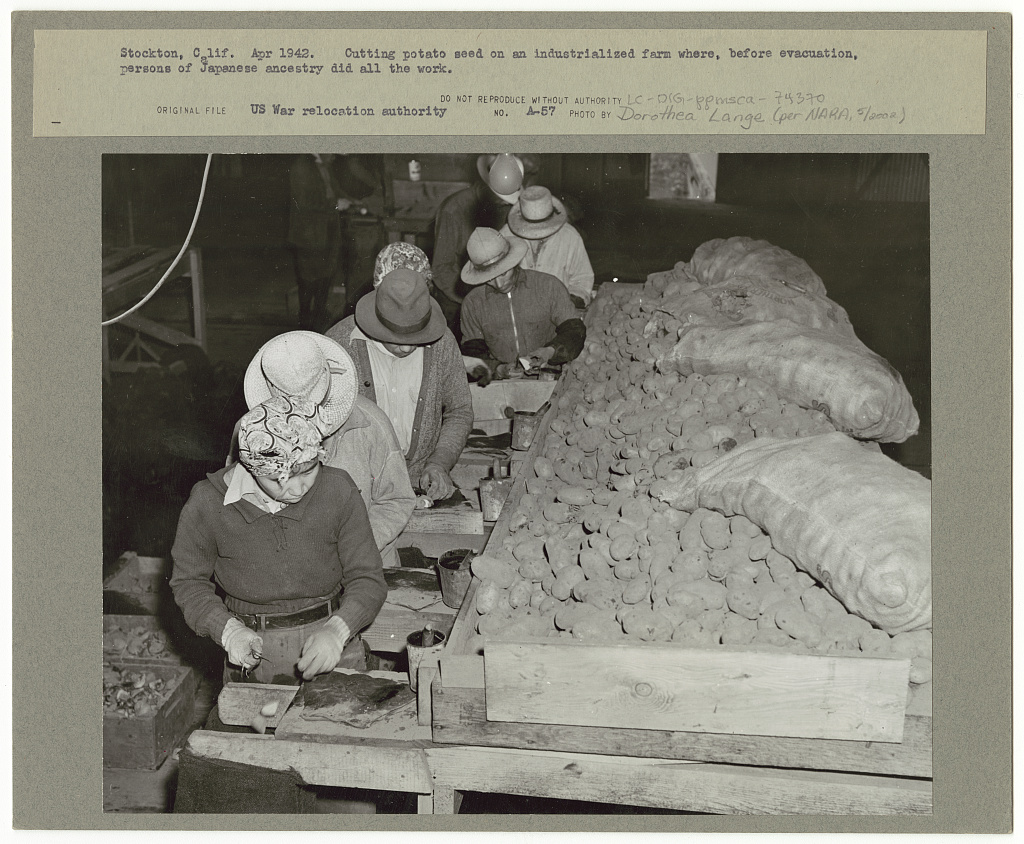 Stockton, Calif. Apr 1942. Cutting potato seed on an industrialized farm where, before evacuation,
persons of Japanese ancestry did all the work.
DO NOT REPRODUCE WITHOUT AUTHORITY LC-DIG-ppmsca-74370
ORIGINAL FILE US War relocation authority NO. A-57 PHOTO BY Dorothea Lange (per NARA, 5/2002)